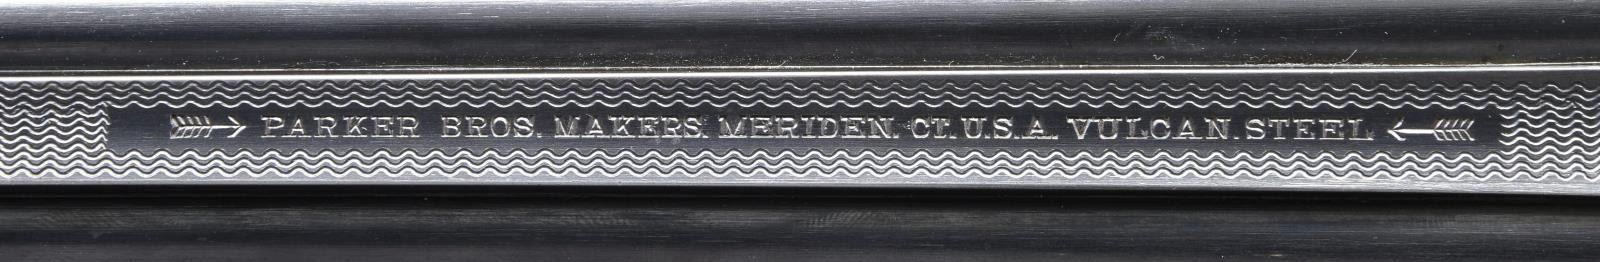 PARKER BROS. MAKERS. MERIDEN. CT. U.S.A. VULCAN. STEEL